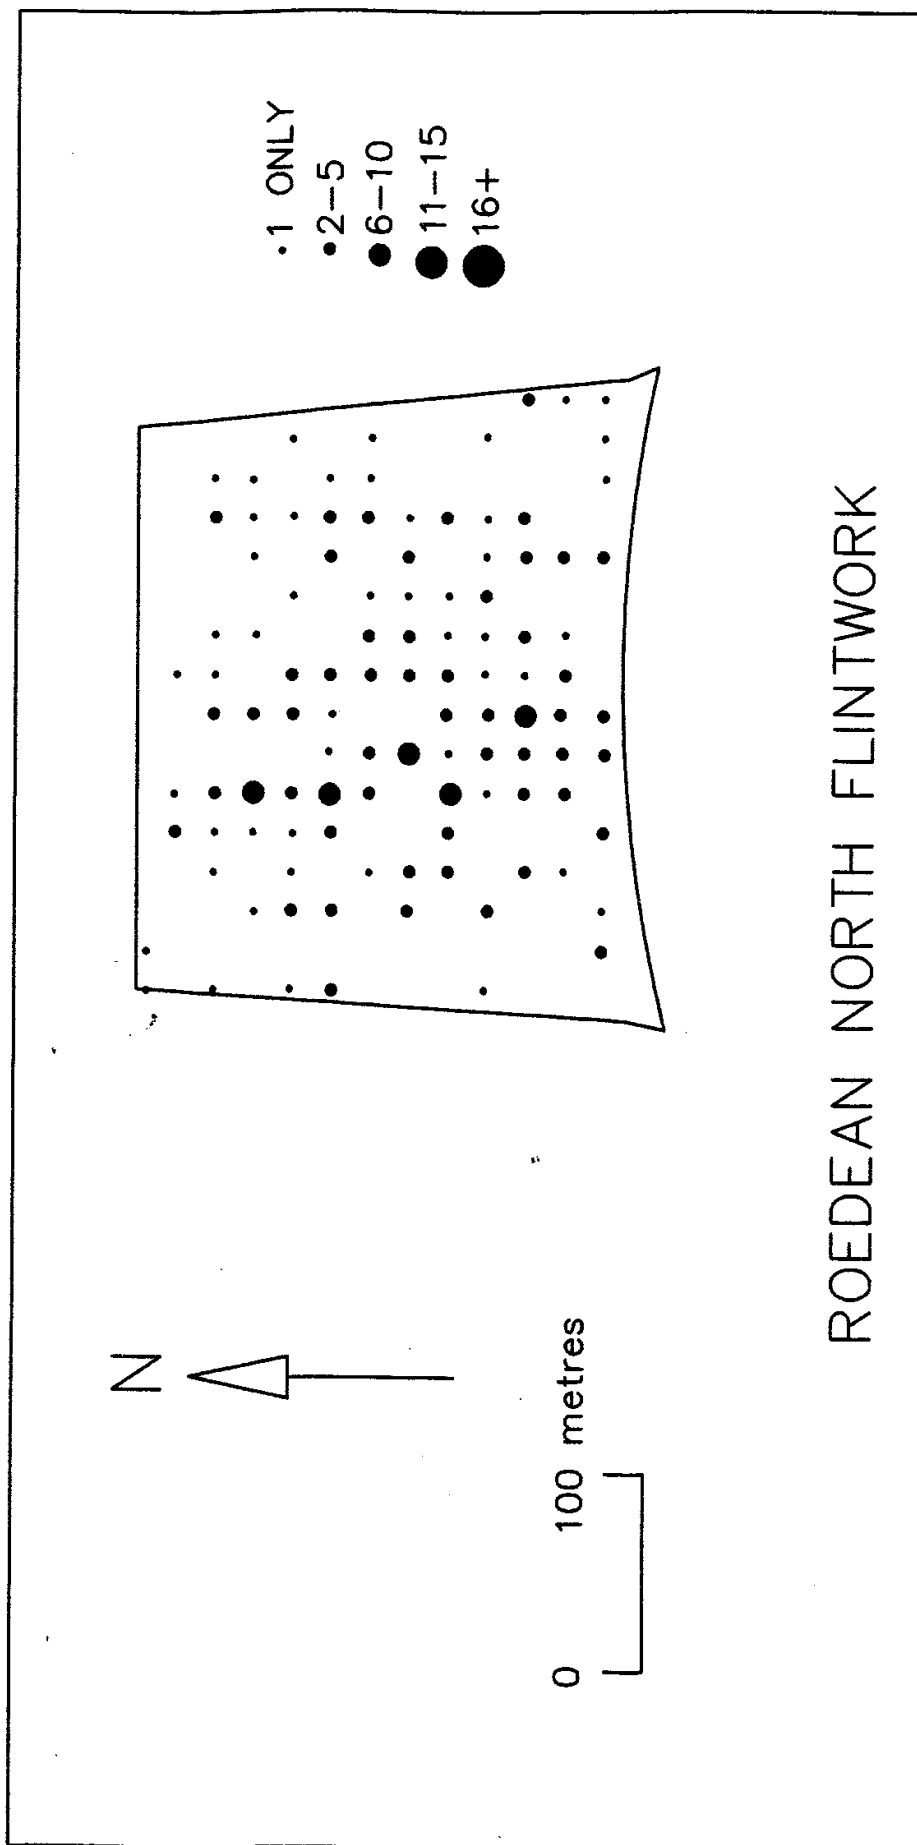 N
0 100 metres
1 ONLY
2-5
6-10
11-15
16+
ROEDEAN NORTH FLINTWORK